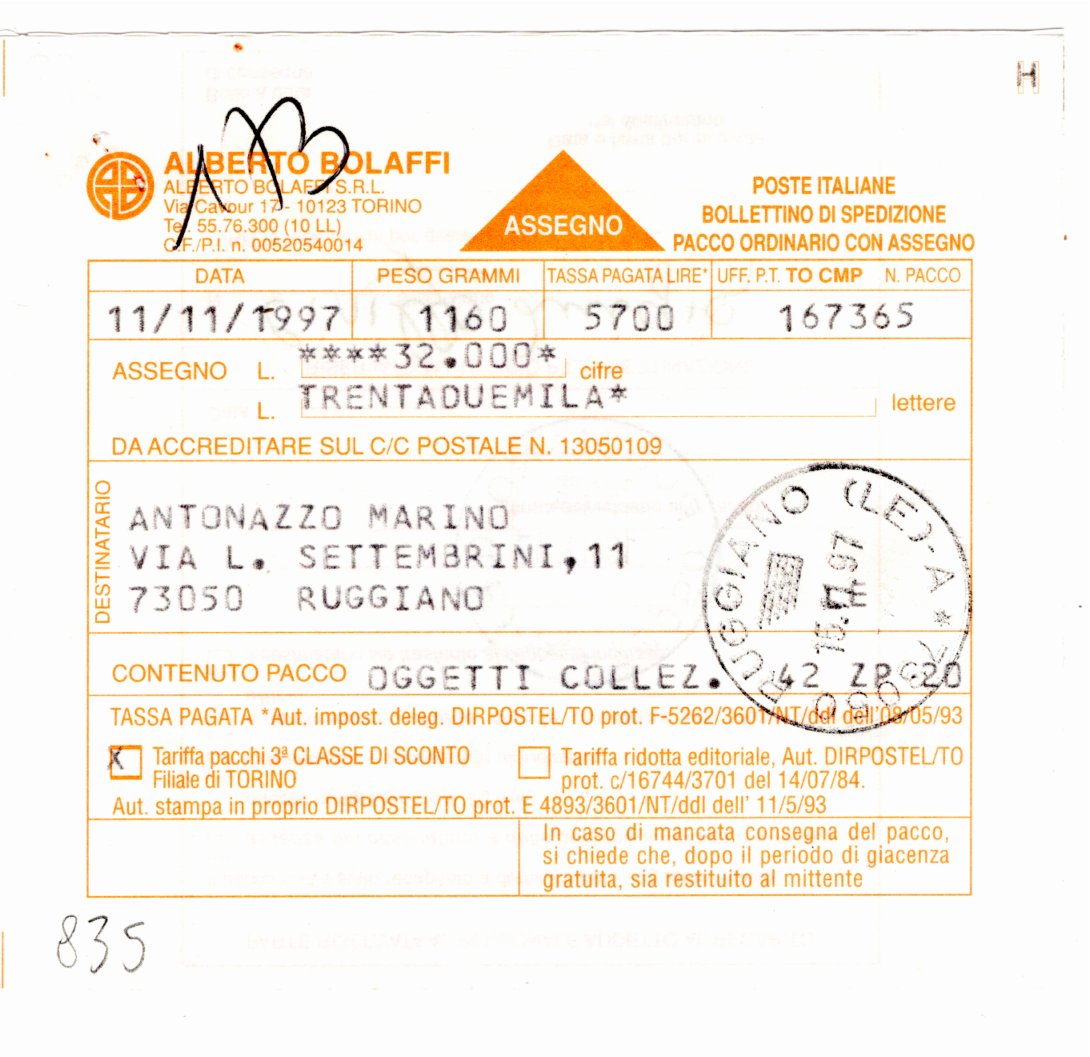 H
ALBERTO BOLAFFI
ALBERTO BOLAFFI S.R.L.
Via Cavour 17 - 10123 TORINO
Tel. 55.76.300 (10 LL)
C.F./P.I. n. 00520540014
ASSEGNO
POSTE ITALIANE
BOLLETTINO DI SPEDIZIONE
PACCO ORDINARIO CON ASSEGNO
DATA PESO GRAMMI TASSA PAGATA LIRE* UFF. P.T. TO CMP N. PACCO
11/11/1997 1160 5700 167365
ASSEGNO L. ****32.000* cifre
L. TRENTADUEMILA* lettere
DA ACCREDITARE SUL C/C POSTALE N. 13050109
DESTINATARIO
ANTONAZZO MARINO
VIA L. SETTEMBRINI,11
73050 RUGGIANO
RUGGIANO (LE)-A * 73050
CONTENUTO PACCO OGGETTI COLLEZ. 42 ZP 20
TASSA PAGATA *Aut. impost. deleg. DIRPOSTEL/TO prot. F-5262/3601/NT/ddl dell'08/05/93
X Tariffa pacchi 3ª CLASSE DI SCONTO
Filiale di TORINO
Tariffa ridotta editoriale, Aut. DIRPOSTEL/TO
prot. c/16744/3701 del 14/07/84.
Aut. stampa in proprio DIRPOSTEL/TO prot. E 4893/3601/NT/ddl dell' 11/5/93
In caso di mancata consegna del pacco,
si chiede che, dopo il periodo di giacenza
gratuita, sia restituito al mittente
835